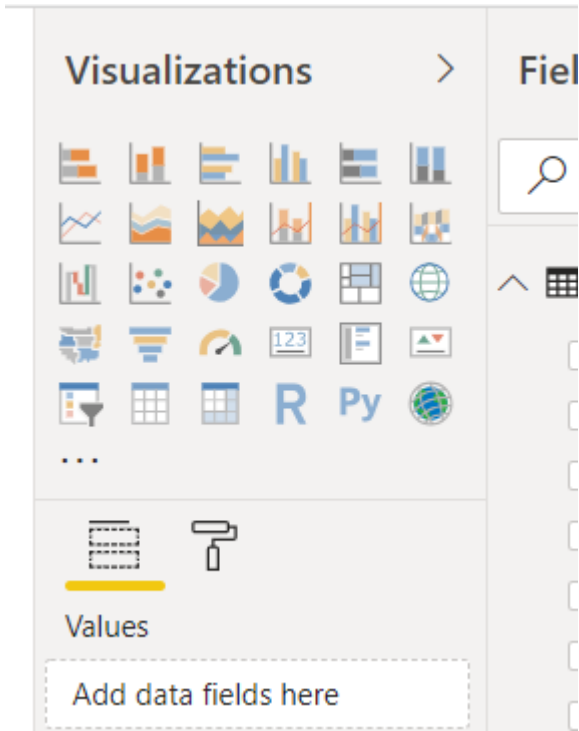 Visualizations
Fiel
123
R
Py
...
Values
Add data fields here